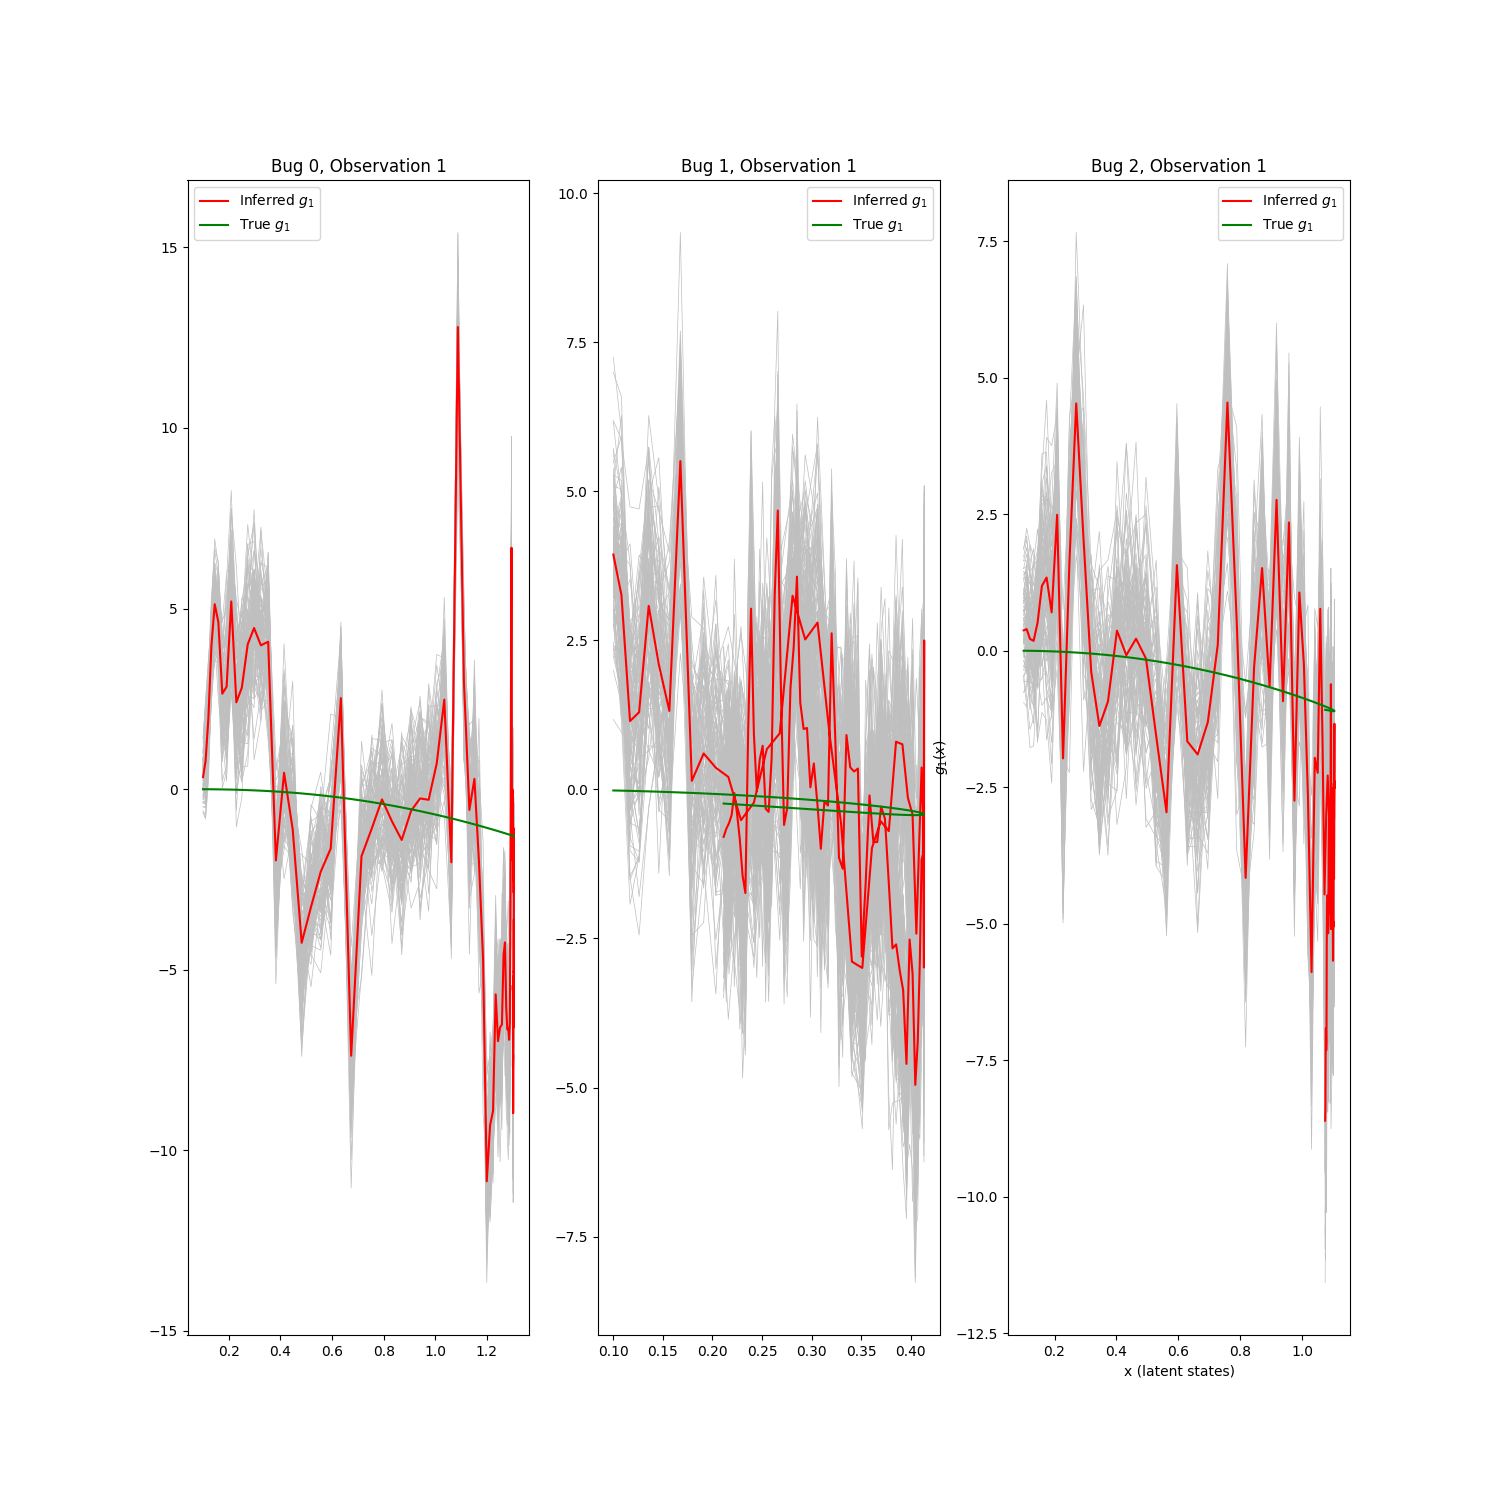 Bug 0, Observation 1
Inferred g₁
True g₁
15
10
5
0
−5
−10
−15
0.2 0.4 0.6 0.8 1.0 1.2
Bug 1, Observation 1
Inferred g₁
True g₁
10.0
7.5
5.0
2.5
0.0
−2.5
−5.0
−7.5
0.10 0.15 0.20 0.25 0.30 0.35 0.40
Bug 2, Observation 1
Inferred g₁
True g₁
g₁(x)
7.5
5.0
2.5
0.0
−2.5
−5.0
−7.5
−10.0
−12.5
0.2 0.4 0.6 0.8 1.0
x (latent states)